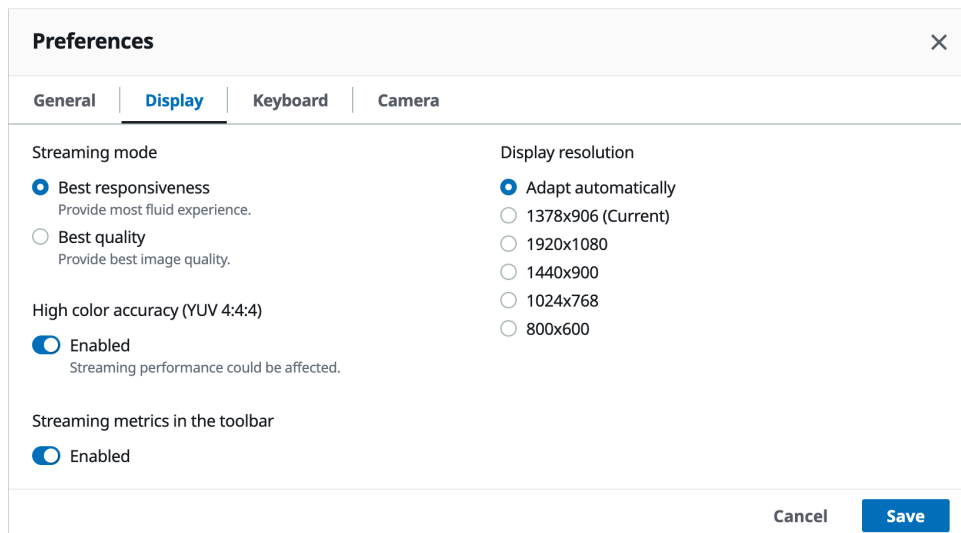 Preferences
General
Display
Keyboard
Camera
Streaming mode
Best responsiveness
Provide most fluid experience.
Best quality
Provide best image quality.
High color accuracy (YUV 4:4:4)
Enabled
Streaming performance could be affected.
Streaming metrics in the toolbar
Enabled
Display resolution
Adapt automatically
1378x906 (Current)
1920x1080
1440x900
1024x768
800x600
Cancel
Save